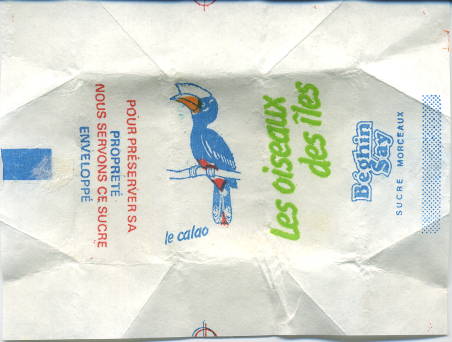 POUR PRÉSERVER SA
PROPRETÉ
NOUS SERVONS CE SUCRE
ENVELOPPÉ
le calao
Les oiseaux
des îles
Béghin
Say
SUCRE MORCEAUX